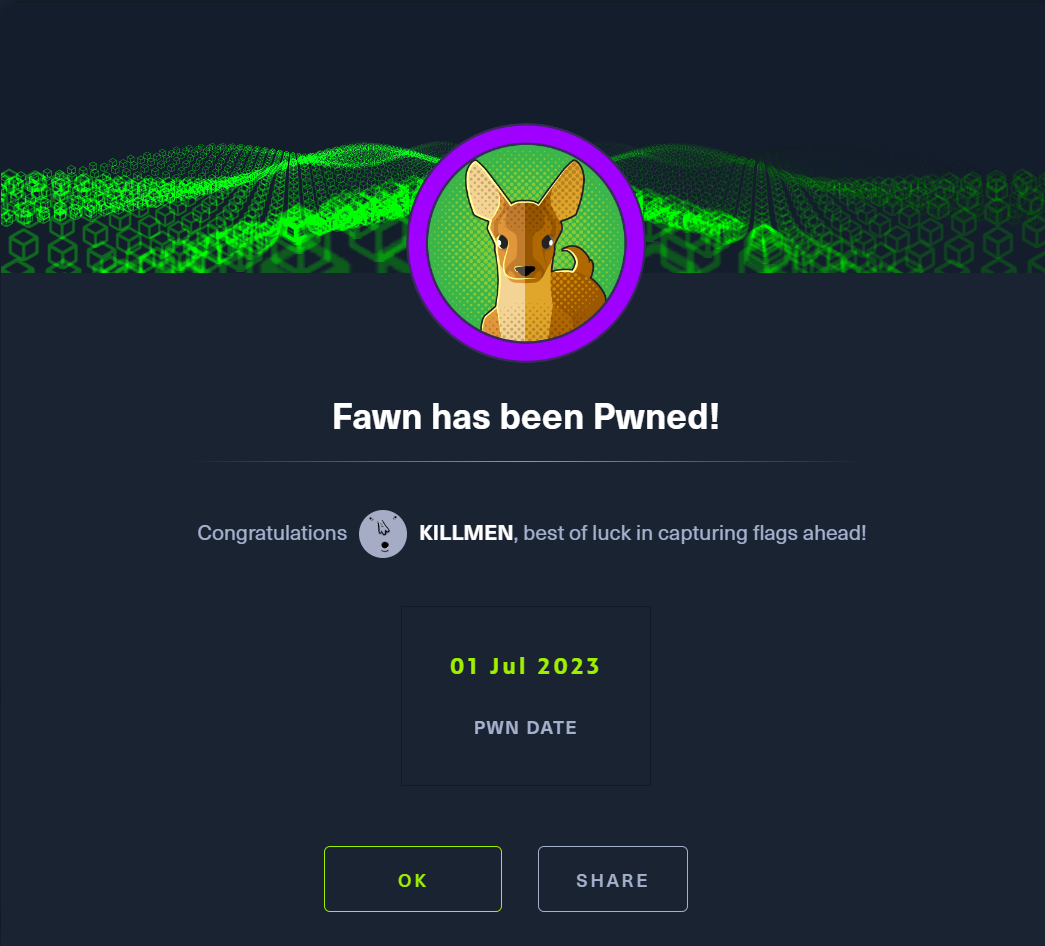 Fawn has been Pwned!
Congratulations KILLMEN, best of luck in capturing flags ahead!
01 Jul 2023
PWN DATE
OK SHARE